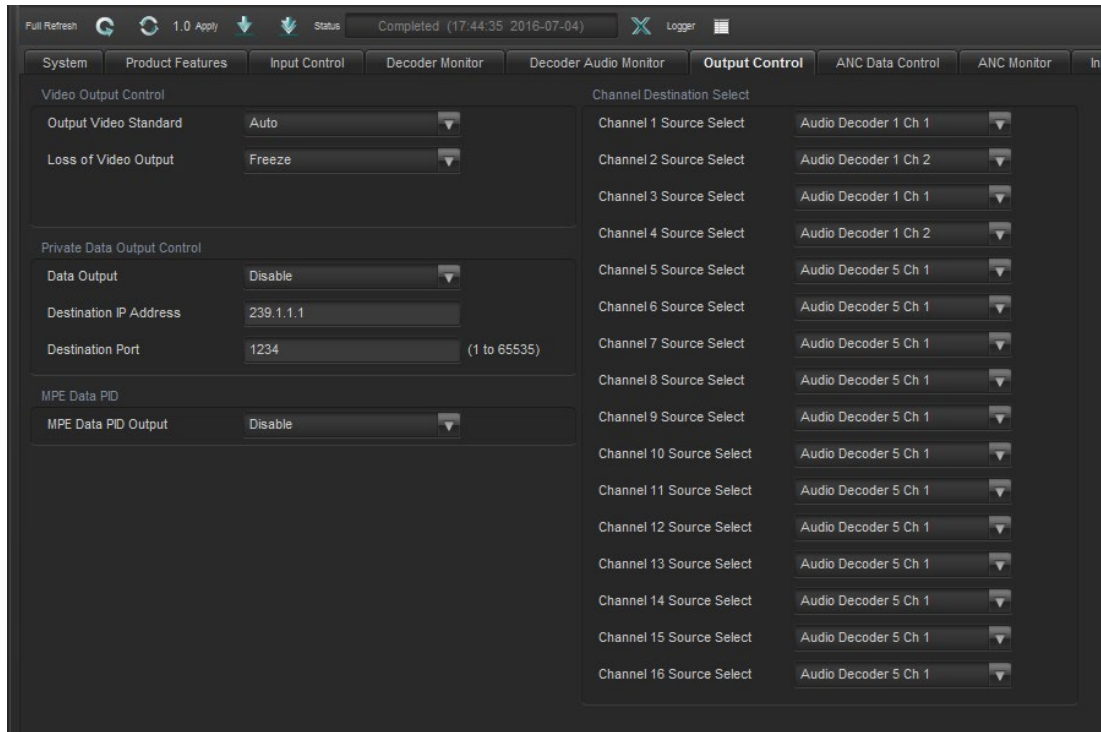 Full Refresh 1.0 Apply Status Completed (17:44:35 2016-07-04) Logger
System Product Features Input Control Decoder Monitor Decoder Audio Monitor Output Control ANC Data Control ANC Monitor In
Video Output Control
Output Video Standard Auto
Loss of Video Output Freeze
Private Data Output Control
Data Output Disable
Destination IP Address 239.1.1.1
Destination Port 1234 (1 to 65535)
MPE Data PID
MPE Data PID Output Disable
Channel Destination Select
Channel 1 Source Select Audio Decoder 1 Ch 1
Channel 2 Source Select Audio Decoder 1 Ch 2
Channel 3 Source Select Audio Decoder 1 Ch 1
Channel 4 Source Select Audio Decoder 1 Ch 2
Channel 5 Source Select Audio Decoder 5 Ch 1
Channel 6 Source Select Audio Decoder 5 Ch 1
Channel 7 Source Select Audio Decoder 5 Ch 1
Channel 8 Source Select Audio Decoder 5 Ch 1
Channel 9 Source Select Audio Decoder 5 Ch 1
Channel 10 Source Select Audio Decoder 5 Ch 1
Channel 11 Source Select Audio Decoder 5 Ch 1
Channel 12 Source Select Audio Decoder 5 Ch 1
Channel 13 Source Select Audio Decoder 5 Ch 1
Channel 14 Source Select Audio Decoder 5 Ch 1
Channel 15 Source Select Audio Decoder 5 Ch 1
Channel 16 Source Select Audio Decoder 5 Ch 1